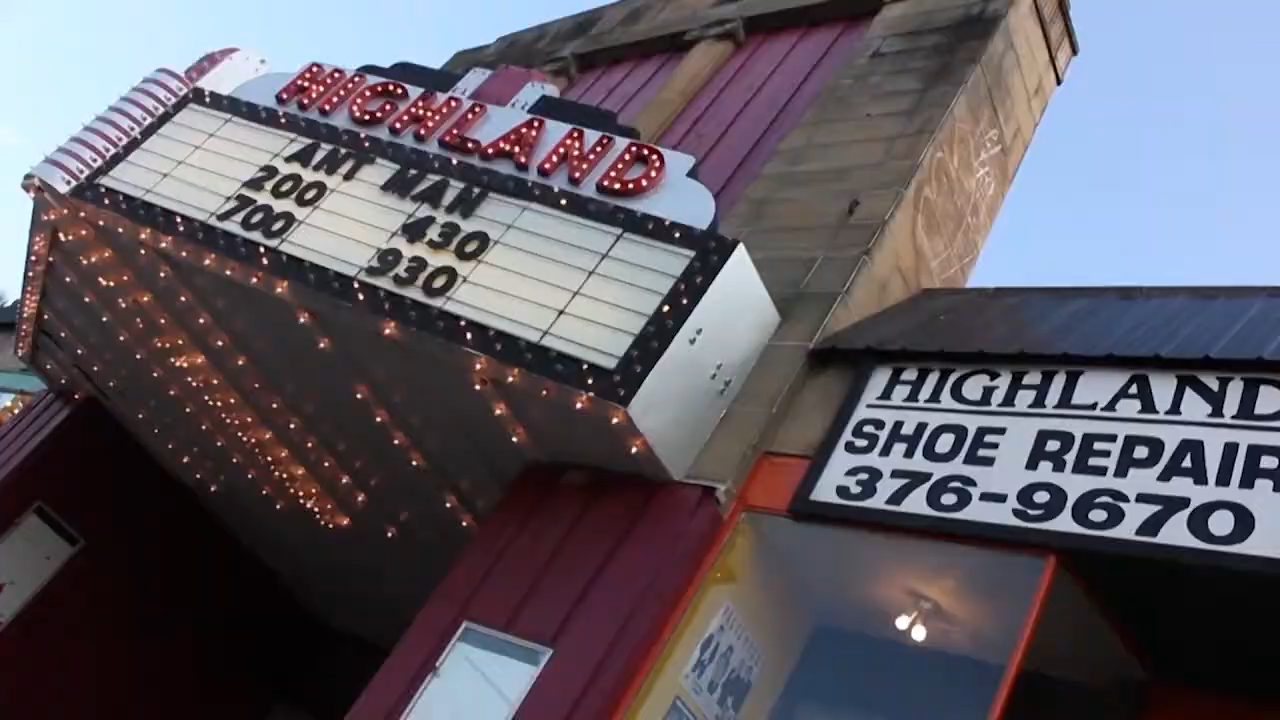 HIGHLAND
ANT MAN
200 430
700 930
HIGHLAND
SHOE REPAIR
376-9670